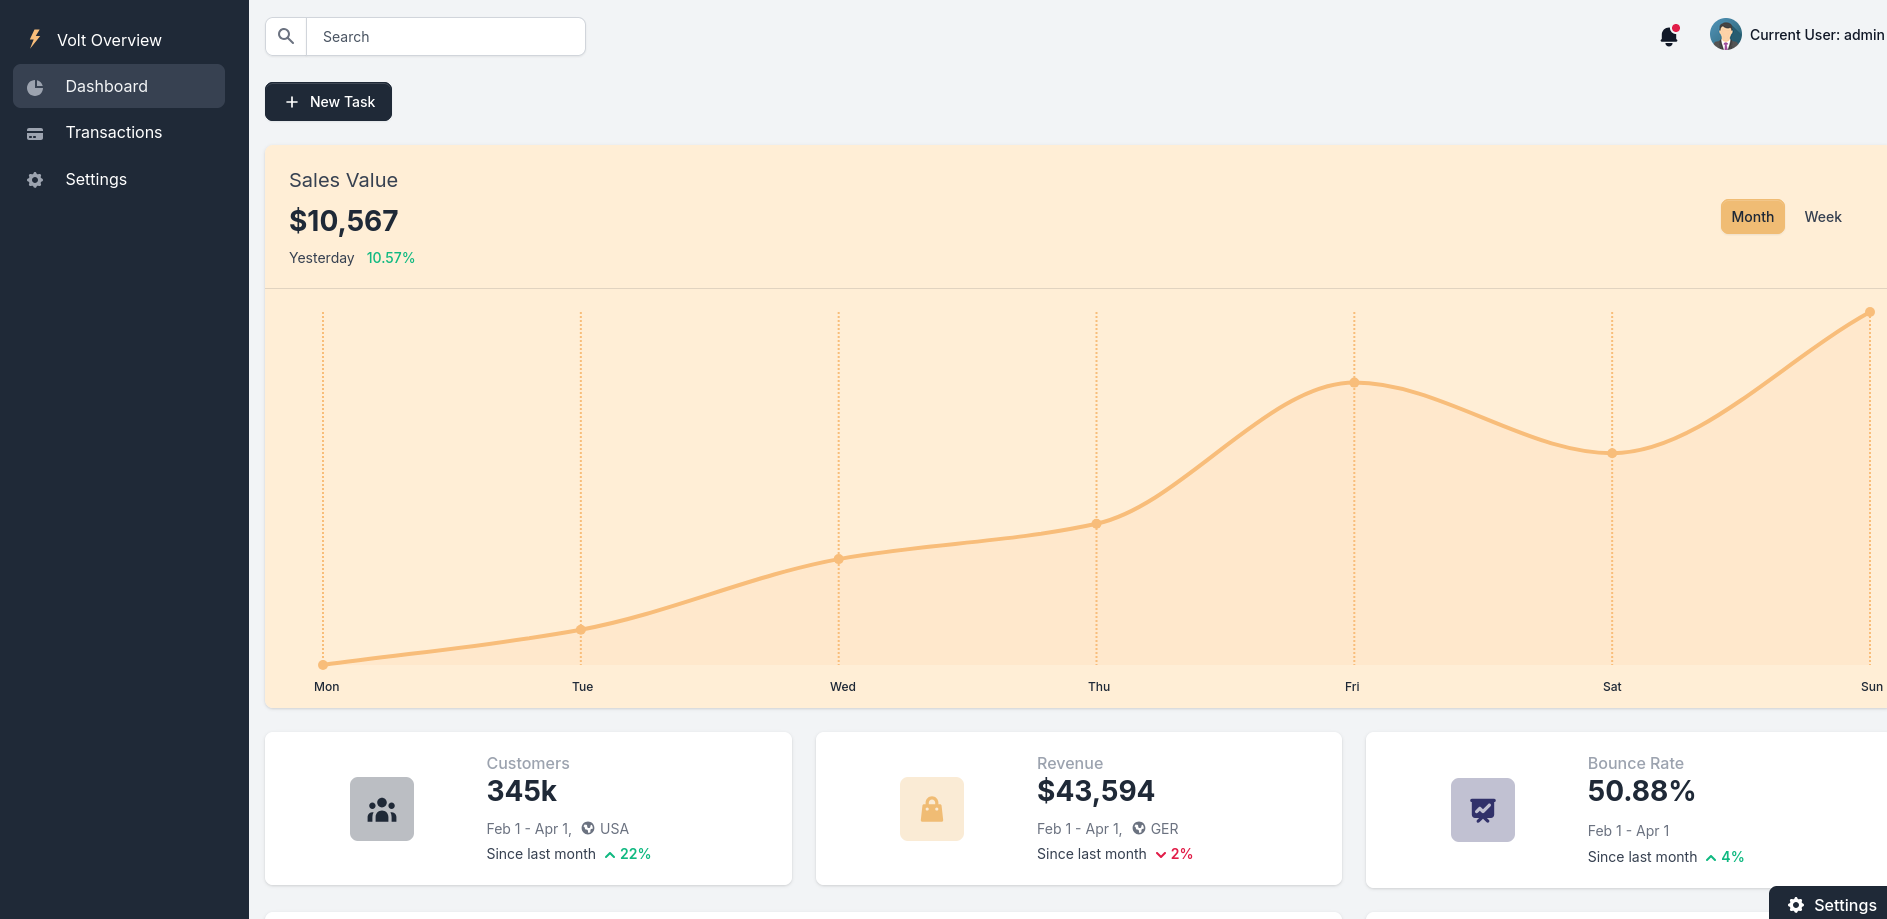 Volt Overview
Dashboard
Transactions
Settings
Search
Current User: admin
New Task
Sales Value
$10,567
Yesterday 10.57%
Month Week
Mon Tue Wed Thu Fri Sat Sun
Customers
345k
Feb 1 - Apr 1, USA
Since last month 22%
Revenue
$43,594
Feb 1 - Apr 1, GER
Since last month 2%
Bounce Rate
50.88%
Feb 1 - Apr 1
Since last month 4%
Settings